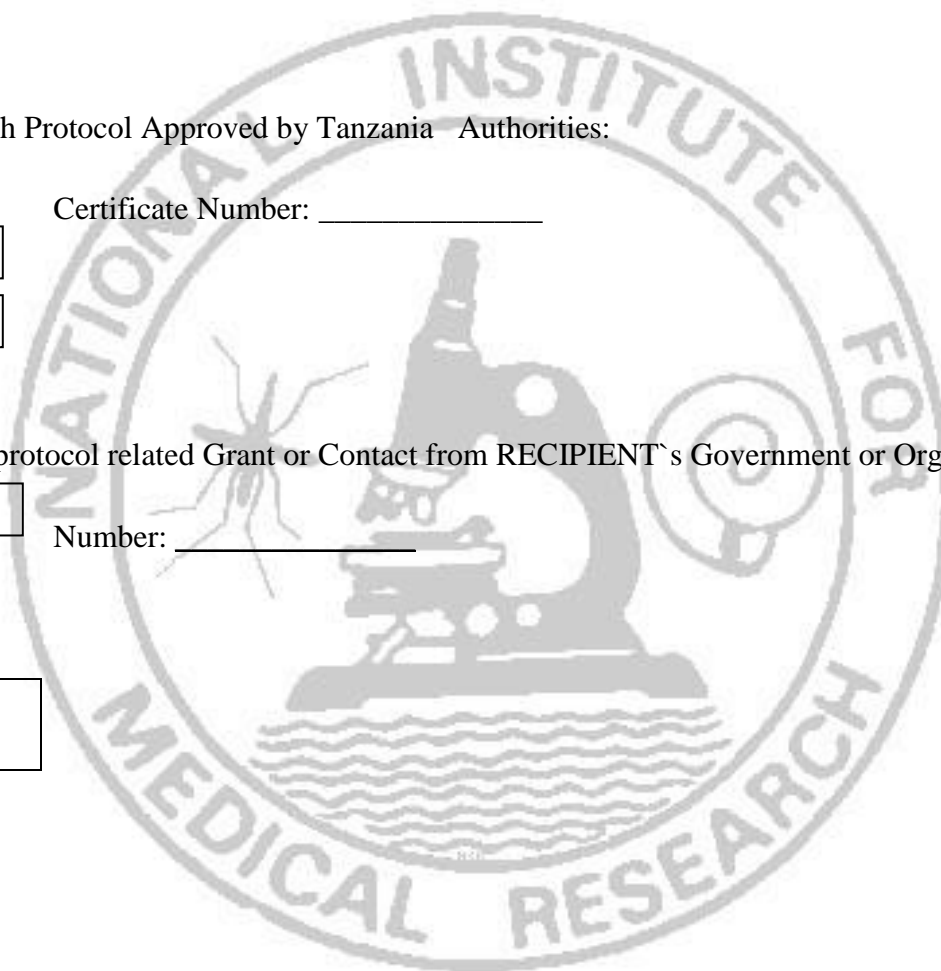 NATIONAL INSTITUTE FOR
h Protocol Approved by Tanzania Authorities:
Certificate Number: ______________
protocol related Grant or Contact from RECIPIENT`s Government or Org
Number: _______________
MEDICAL RESEARCH